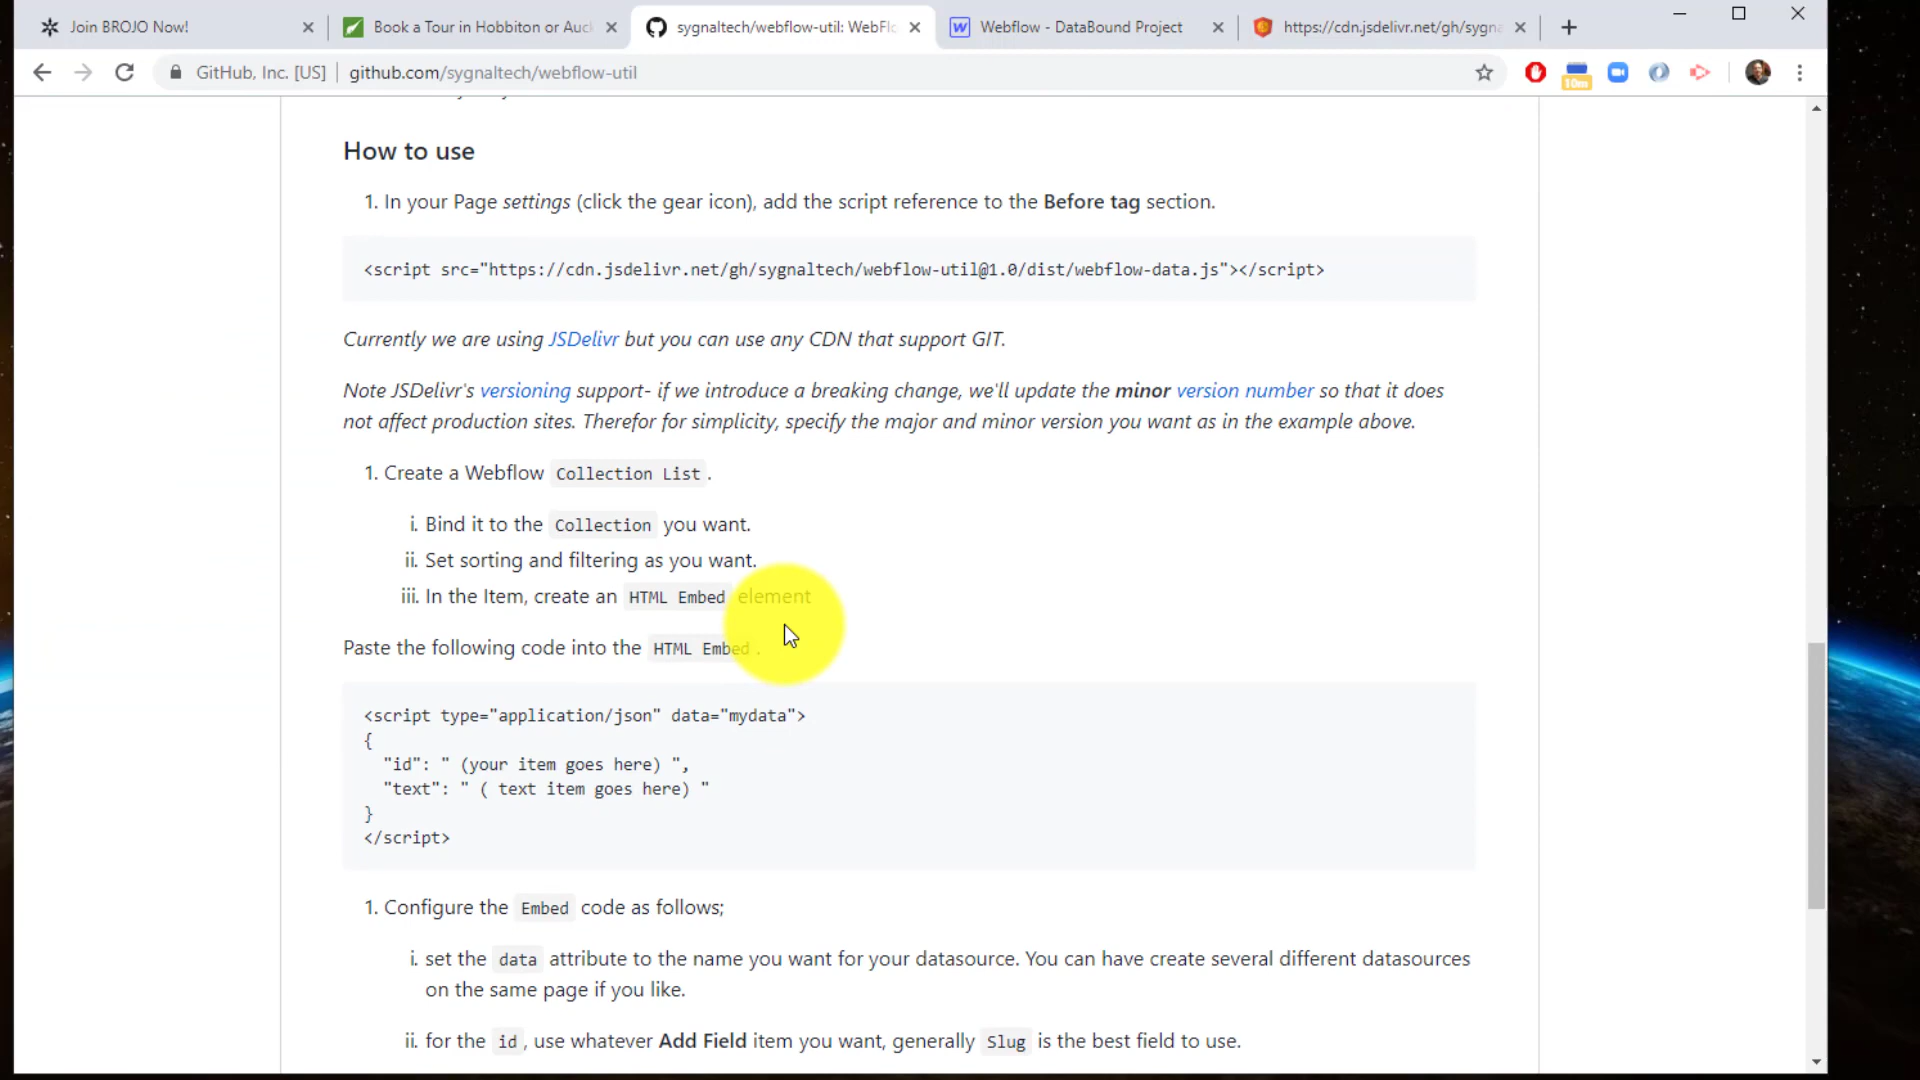 Join BROJO Now!
Book a Tour in Hobbiton or Auc
sygnaltech/webflow-util: WebFl
Webflow - DataBound Project
https://cdn.jsdelivr.net/gh/sygna
GitHub, Inc. [US] | github.com/sygnaltech/webflow-util
10m
How to use
1. In your Page settings (click the gear icon), add the script reference to the Before tag section.
<script src="https://cdn.jsdelivr.net/gh/sygnaltech/webflow-util@1.0/dist/webflow-data.js"></script>
Currently we are using JSDelivr but you can use any CDN that support GIT.
Note JSDelivr's versioning support- if we introduce a breaking change, we'll update the minor version number so that it does
not affect production sites. Therefor for simplicity, specify the major and minor version you want as in the example above.
1. Create a Webflow Collection List .
i. Bind it to the Collection you want.
ii. Set sorting and filtering as you want.
iii. In the Item, create an HTML Embed element
Paste the following code into the HTML Embed .
<script type="application/json" data="mydata">
{
"id": " (your item goes here) ",
"text": " ( text item goes here) "
}
</script>
1. Configure the Embed code as follows;
i. set the data attribute to the name you want for your datasource. You can have create several different datasources
on the same page if you like.
ii. for the id , use whatever Add Field item you want, generally Slug is the best field to use.